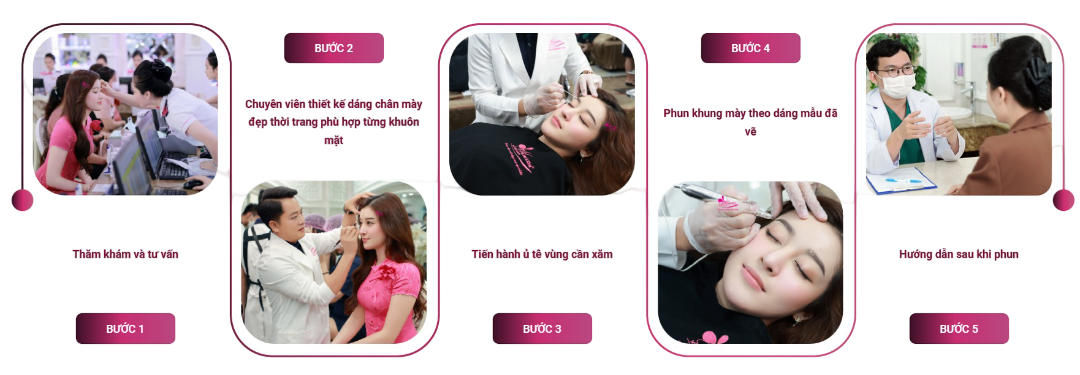 Thăm khám và tư vấn
BƯỚC 1
BƯỚC 2
Chuyên viên thiết kế dáng chân mày
đẹp thời trang phù hợp từng khuôn
mặt
Tiến hành ủ tê vùng cần xăm
BƯỚC 3
BƯỚC 4
Phun khung mày theo dáng mẫu đã
vẽ
Hướng dẫn sau khi phun
BƯỚC 5